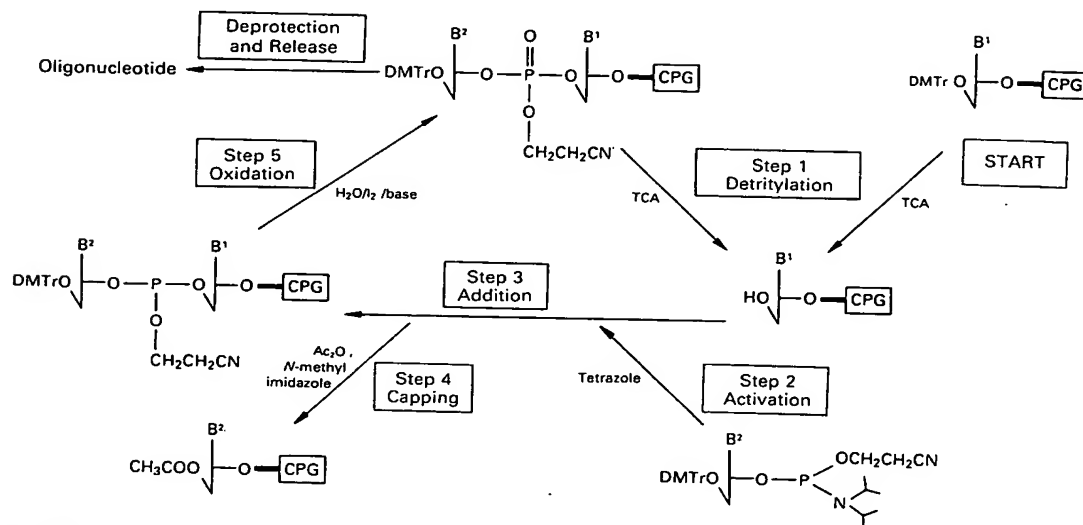 Deprotection
and Release
Oligonucleotide
B²
O
B¹
DMTrO
O
P
O
O
CPG
O
CH₂CH₂CN
B¹
DMTrO
O
CPG
START
Step 1
Detritylation
TCA
TCA
Step 5
Oxidation
H₂O/I₂ /base
B²
B¹
DMTrO
O
P
O
O
CPG
O
CH₂CH₂CN
Step 3
Addition
B¹
HO
O
CPG
Ac₂O ,
N-methyl
imidazole
Step 4
Capping
Tetrazole
Step 2
Activation
B²
CH₃COO
O
CPG
B²
DMTrO
O
P
OCH₂CH₂CN
N